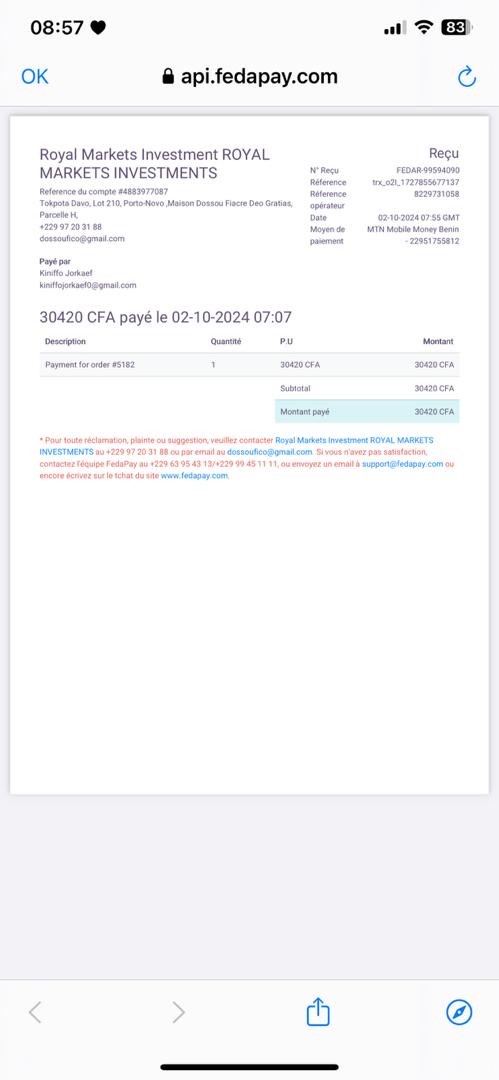 08:57
83
OK
api.fedapay.com
Royal Markets Investment ROYAL
MARKETS INVESTMENTS
Reference du compte #4883977087
Tokpota Davo, Lot 210, Porto-Novo ,Maison Dossou Fiacre Deo Gratias,
Parcelle H,
+229 97 20 31 88
dossoufico@gmail.com
Reçu
N° Reçu FEDAR-99594090
Réference trx_o2I_1727855677137
Réference opérateur 8229731058
Date 02-10-2024 07:55 GMT
Moyen de paiement MTN Mobile Money Benin - 22951755812
Payé par
Kiniffo Jorkaef
kiniffojorkaef0@gmail.com
30420 CFA payé le 02-10-2024 07:07
Description Quantité P.U Montant
Payment for order #5182 1 30420 CFA 30420 CFA
Subtotal 30420 CFA
Montant payé 30420 CFA
* Pour toute réclamation, plainte ou suggestion, veuillez contacter Royal Markets Investment ROYAL MARKETS
INVESTMENTS au +229 97 20 31 88 ou par email au dossoufico@gmail.com. Si vous n'avez pas satisfaction,
contactez l'équipe FedaPay au +229 63 95 43 13/+229 99 45 11 11, ou envoyez un email à support@fedapay.com ou
encore écrivez sur le tchat du site www.fedapay.com.